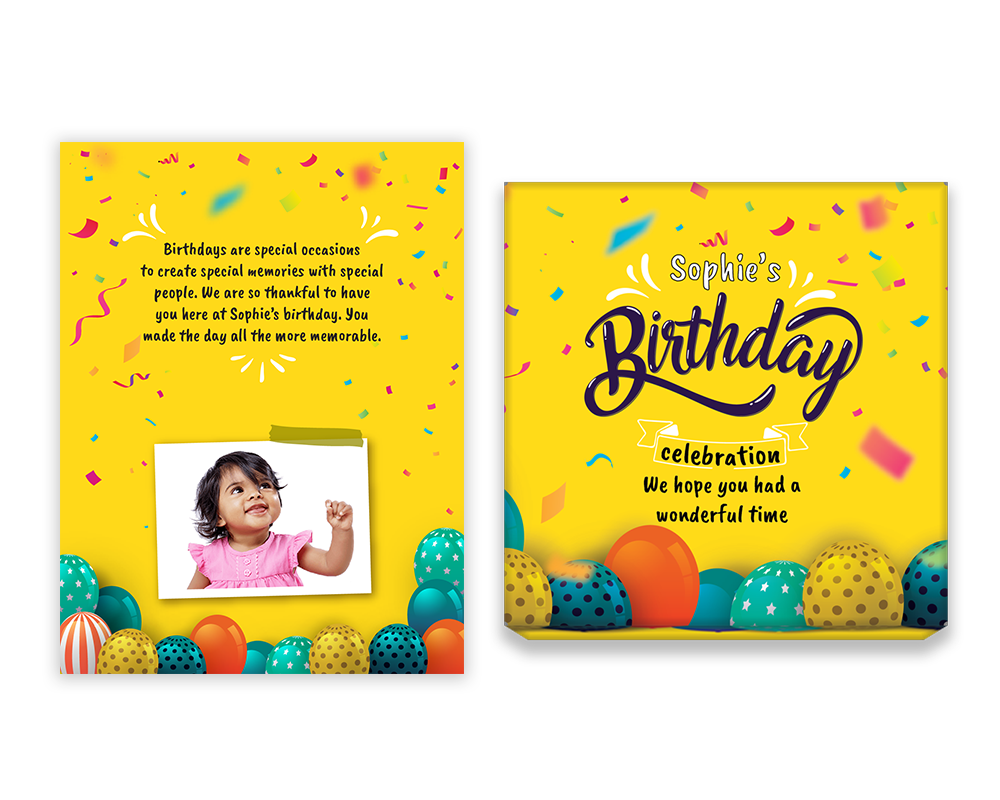 Birthdays are special occasions
to create special memories with special
people. We are so thankful to have
you here at Sophie's birthday. You
made the day all the more memorable.
Sophie's
Birthday
celebration
We hope you had a
wonderful time